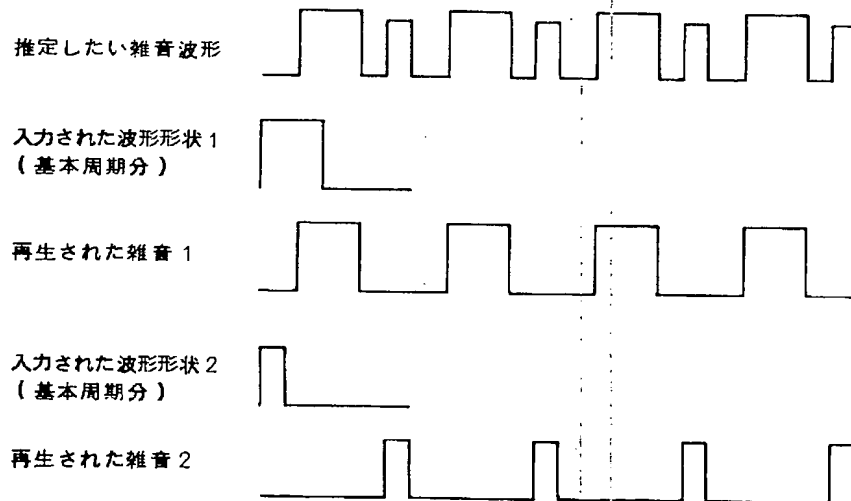 推定したい雑音波形
入力された波形形状1
(基本周期分)
再生された雑音1
入力された波形形状2
(基本周期分)
再生された雑音2